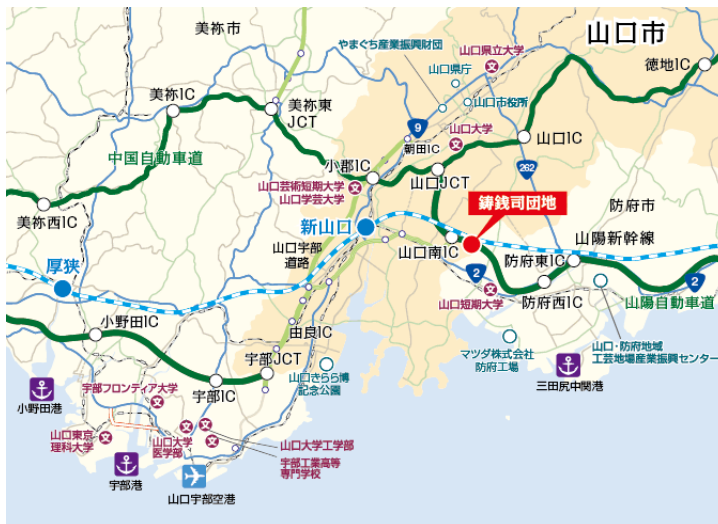 山口市
美祢市
やまぐち産業振興財団
山口県立大学
徳地IC
山口県庁
山口市役所
美祢IC
美祢東
JCT
9
山口大学
中国自動車道
朝田IC
山口IC
小郡IC
山口JCT
262
山口芸術短期大学
山口学芸大学
鋳銭司団地
美祢西IC
防府市
新山口
山陽新幹線
山口宇部
道路
山口南IC
厚狭
防府東IC
2
2
山口短期大学
防府西IC
山陽自動車道
小野田IC
由良IC
マツダ株式会社
防府工場
山口・防府地域
工芸地場産業振興センター
宇部JCT
山口きらら博
記念公園
三田尻中関港
宇部フロンティア大学
宇部IC
小野田港
山口東京
理科大学
山口大学
医学部
山口大学工学部
宇部工業高等
専門学校
宇部港
山口宇部空港
文
文
文
文
文
文
文
文
文